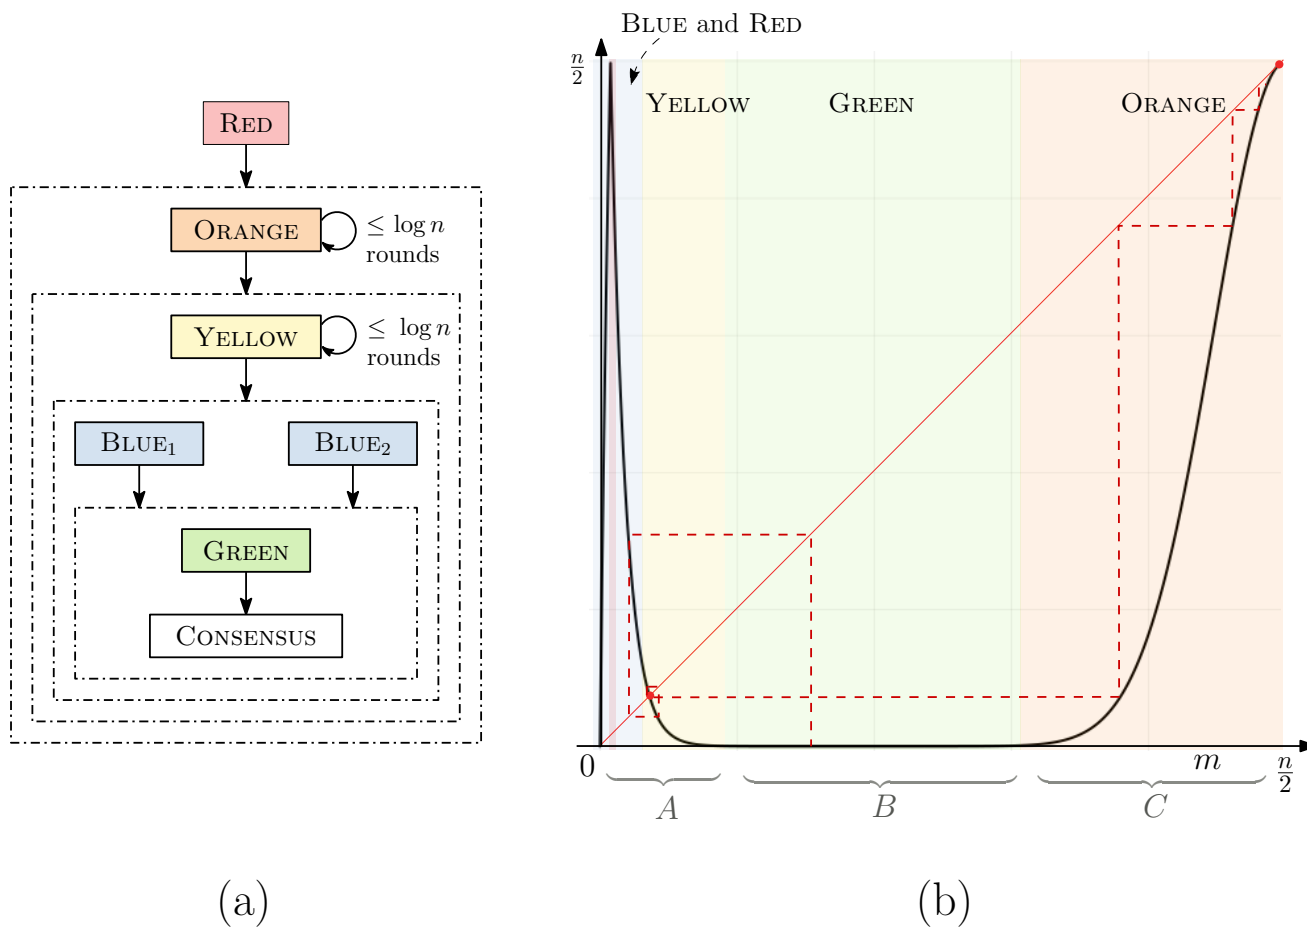 RED
ORANGE
≤ log n
rounds
YELLOW
≤ log n
rounds
BLUE₁
BLUE₂
GREEN
CONSENSUS
(a)
BLUE and RED
n/2
YELLOW
GREEN
ORANGE
0
m
n/2
A
B
C
(b)